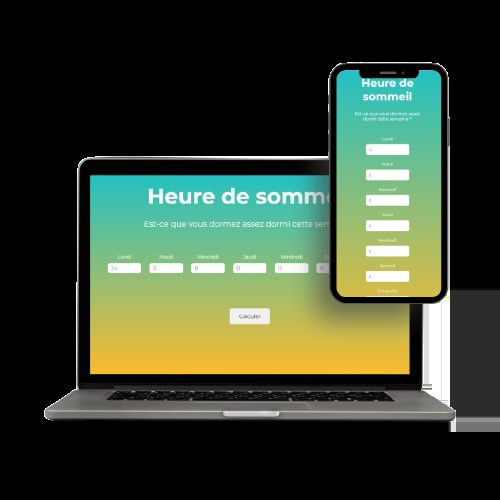 Heure de somme
Est-ce que vous dormez assez dormi cette sem
Lundi Mardi Mercredi Jeudi Vendredi
24 0 0 0 0
Calculer
Heure de
sommeil
Est-ce que vous dormez assez
dormi cette semaine ?
Lundi
Mardi
0
Mercredi
0
Jeudi
0
Vendredi
0
Samedi
0
Dimanche